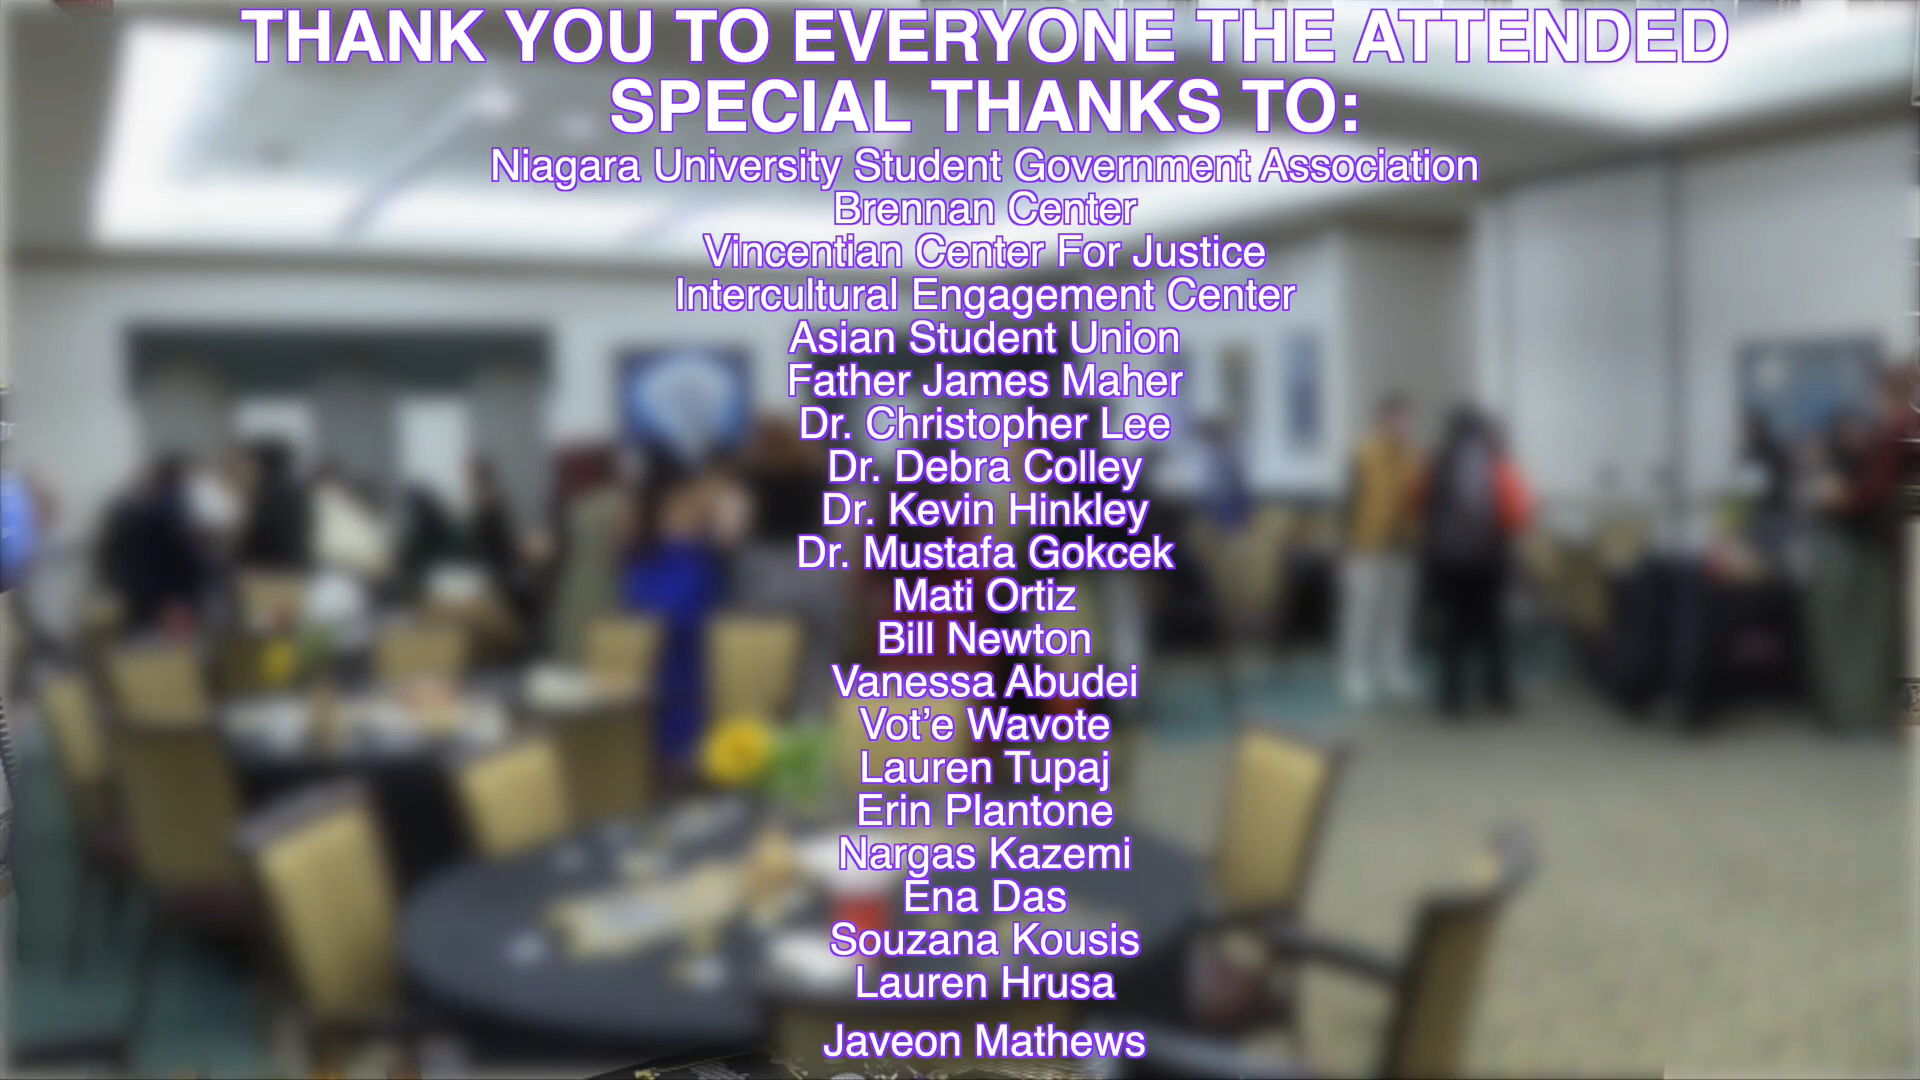 THANK YOU TO EVERYONE THE ATTENDED
SPECIAL THANKS TO:
Niagara University Student Government Association
Brennan Center
Vincentian Center For Justice
Intercultural Engagement Center
Asian Student Union
Father James Maher
Dr. Christopher Lee
Dr. Debra Colley
Dr. Kevin Hinkley
Dr. Mustafa Gokcek
Mati Ortiz
Bill Newton
Vanessa Abudei
Vot’e Wavote
Lauren Tupaj
Erin Plantone
Nargas Kazemi
Ena Das
Souzana Kousis
Lauren Hrusa
Javeon Mathews